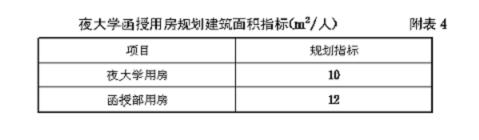 夜大学函授用房规划建筑面积指标(m²/人) 附表 4
项目 规划指标
夜大学用房 10
函授部用房 12